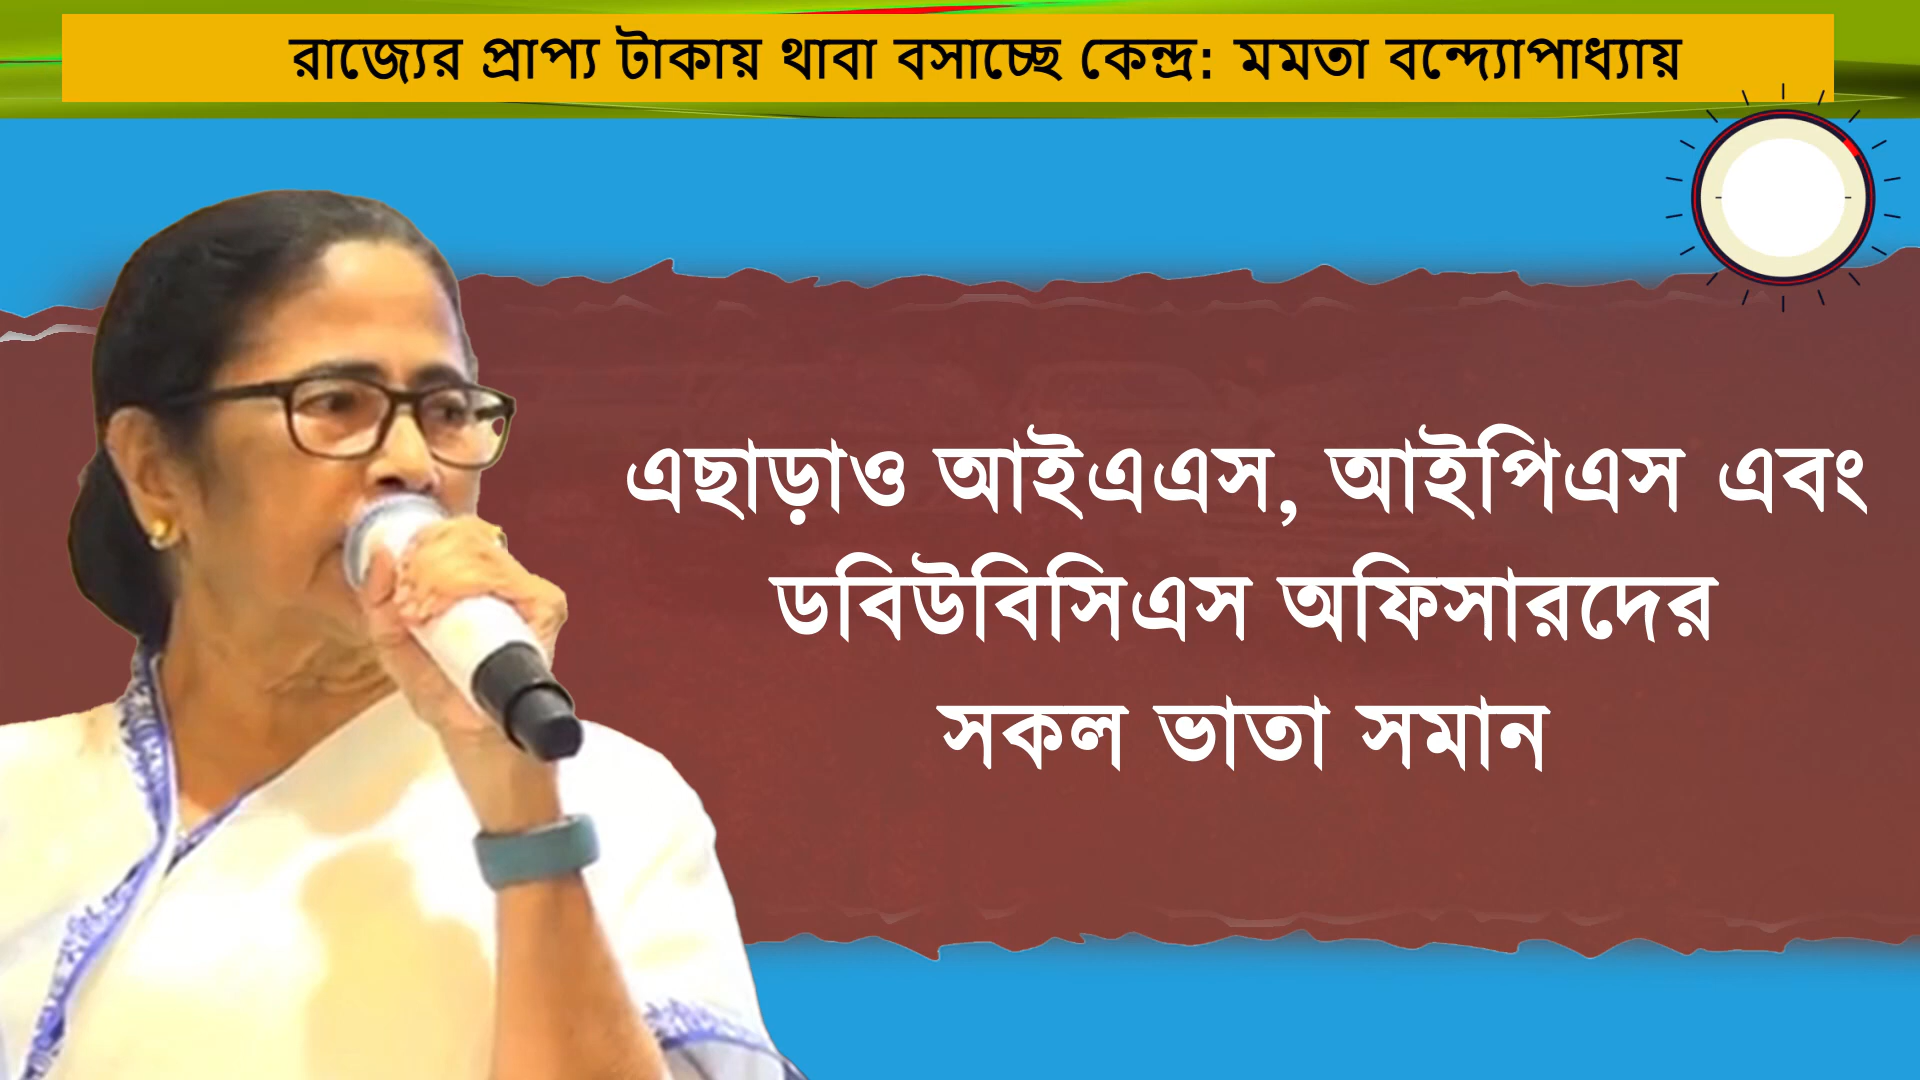 রাজ্যের প্রাপ্য টাকায় থাবা বসাচ্ছে কেন্দ্র: মমতা বন্দ্যোপাধ্যায়
এছাড়াও আইএএস, আইপিএস এবং
ডবিউবিসিএস অফিসারদের
সকল ভাতা সমান